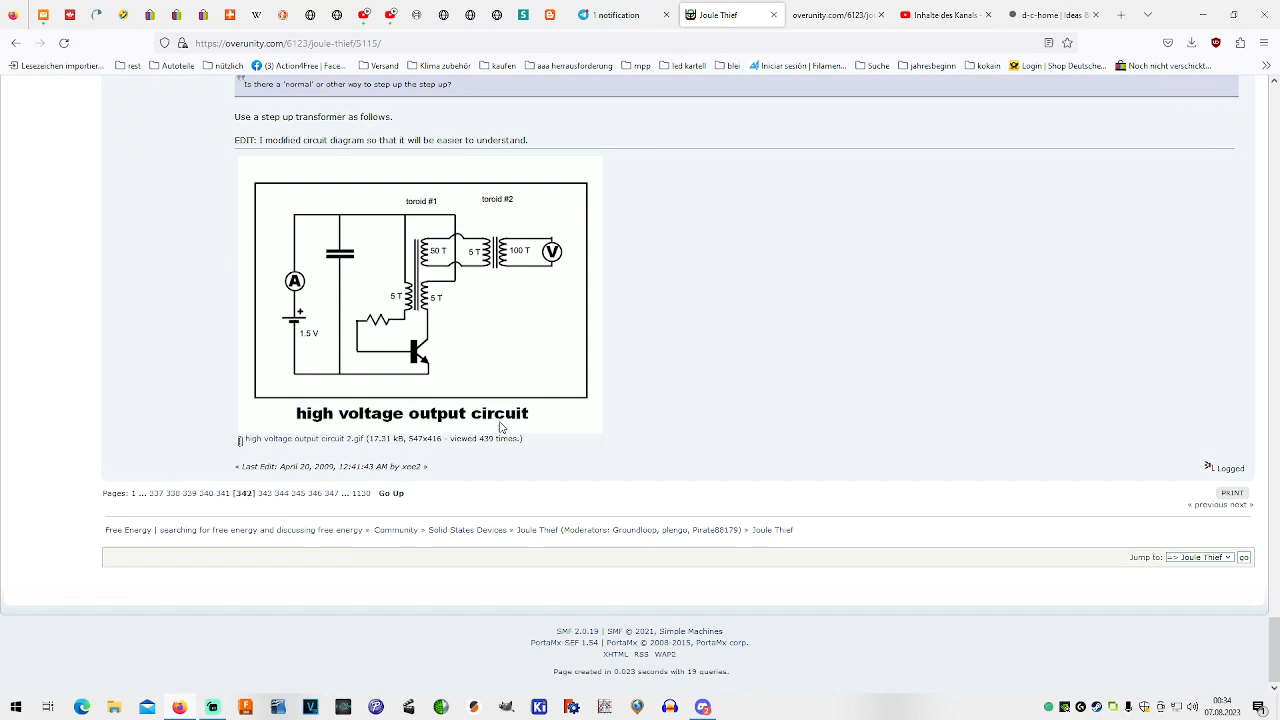 1 notification
Joule Thief
overunity.com/6123/jo
Inhalte des Kanals -
d-c-home.ideac
https://overunity.com/6123/joule-thief/5115/
Lesezeichen importier...
rest
Autoteile
nützlich
(3) Action4Free | Face...
Versand
Klima zubehör
kaufen
aaa herrausforderung
mpp
led kartell
blei
Iniciar sesión | Filamen...
Suche
jahresbeginn
kokain
Login | Shop Deutsche...
Noch nicht verschickt...
Is there a 'normal' or other way to step up the step up?
Use a step up transformer as follows.
EDIT: I modified circuit diagram so that it will be easier to understand.
toroid #1
toroid #2
50 T
5 T
100 T
V
A
5 T
5 T
+
1.5 V
high voltage output circuit
high voltage output circuit 2.gif (17.31 kB, 547x416 - viewed 439 times.)
« Last Edit: April 20, 2009, 12:41:43 AM by xee2 »
Logged
Pages: 1 ... 337 338 339 340 341 [342] 343 344 345 346 347 ... 1130 Go Up
PRINT
« previous next »
Free Energy | searching for free energy and discussing free energy » Community » Solid States Devices » Joule Thief (Moderators: Groundloop, plengo, Pirate88179) » Joule Thief
Jump to: => Joule Thief go
SMF 2.0.19 | SMF © 2021, Simple Machines
PortaMx-SEF 1.54 | PortaMx © 2008-2015, PortaMx corp.
XHTML RSS WAP2
Page created in 0.023 seconds with 19 queries.
00:34
07.08.2023